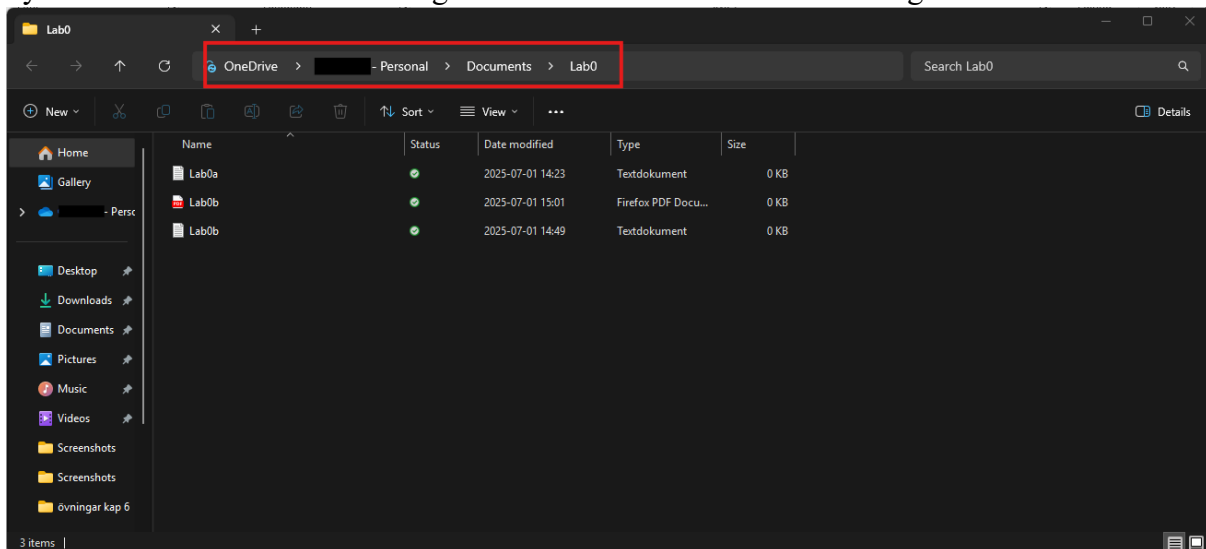 Lab0
OneDrive > - Personal > Documents > Lab0
Search Lab0
New
Sort
View
Details
Name Status Date modified Type Size
Home
Gallery
- Perso
Desktop
Downloads
Documents
Pictures
Music
Videos
Screenshots
Screenshots
övningar kap 6
Lab0a 2025-07-01 14:23 Textdokument 0 KB
Lab0b 2025-07-01 15:01 Firefox PDF Docu... 0 KB
Lab0b 2025-07-01 14:49 Textdokument 0 KB
3 items